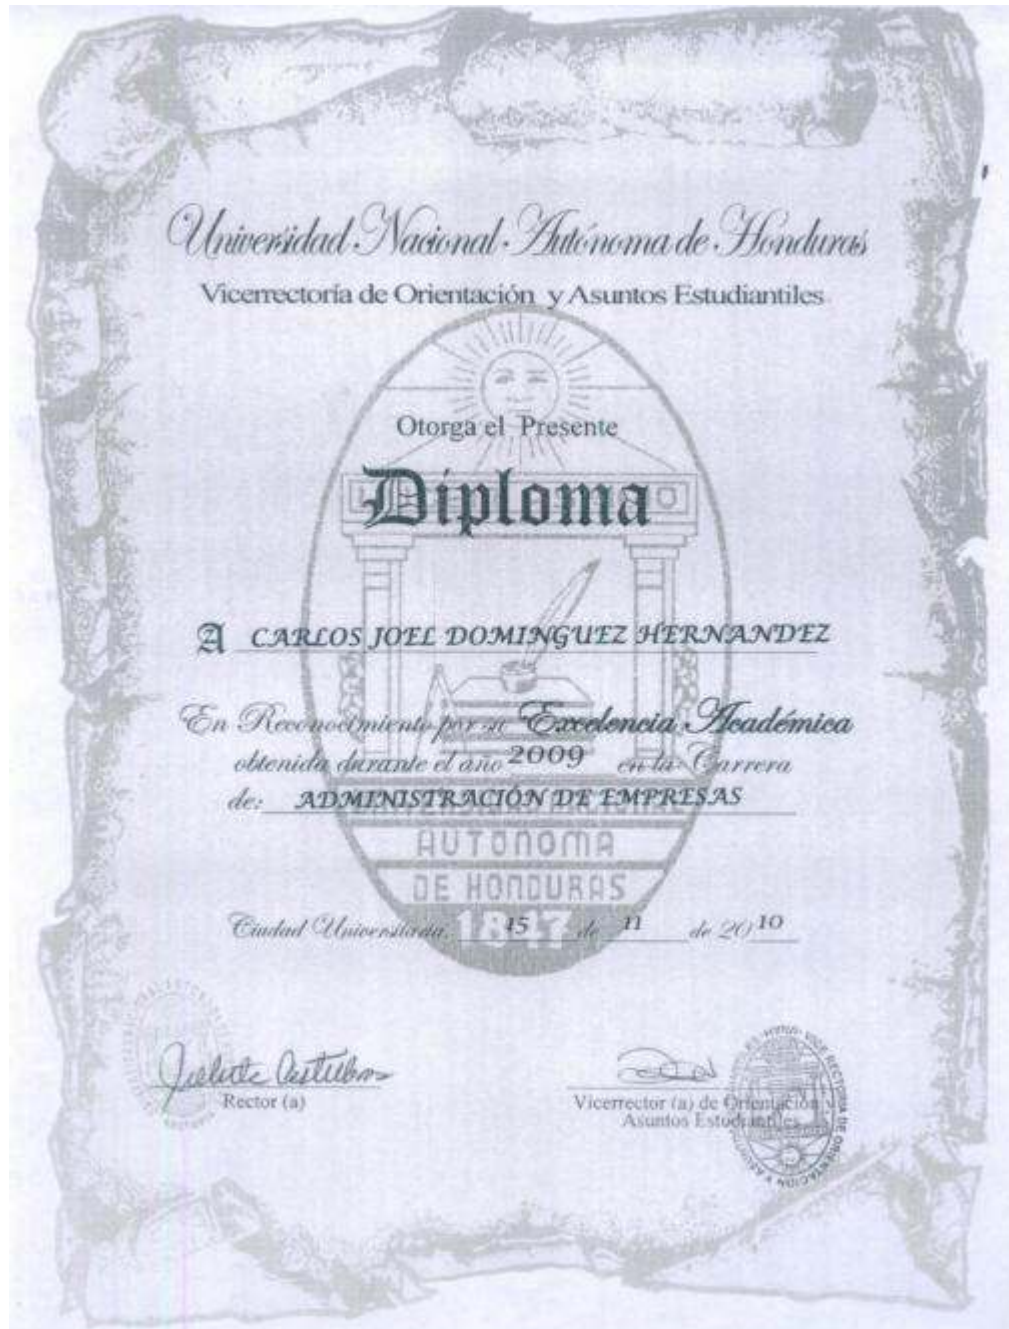 Universidad Nacional Autónoma de Honduras
Vicerrectoría de Orientación y Asuntos Estudiantiles
Otorga el Presente
Diploma
A CARLOS JOEL DOMINGUEZ HERNANDEZ
En Reconocimiento por su Excelencia Académica
obtenida durante el año 2009 en la Carrera
de: ADMINISTRACIÓN DE EMPRESAS
AUTONOMA
DE HONDURAS
1847
Ciudad Universitaria, 15 de 11 de 2010
Rector (a)
Vicerrector (a) de Orientación y
Asuntos Estudiantiles